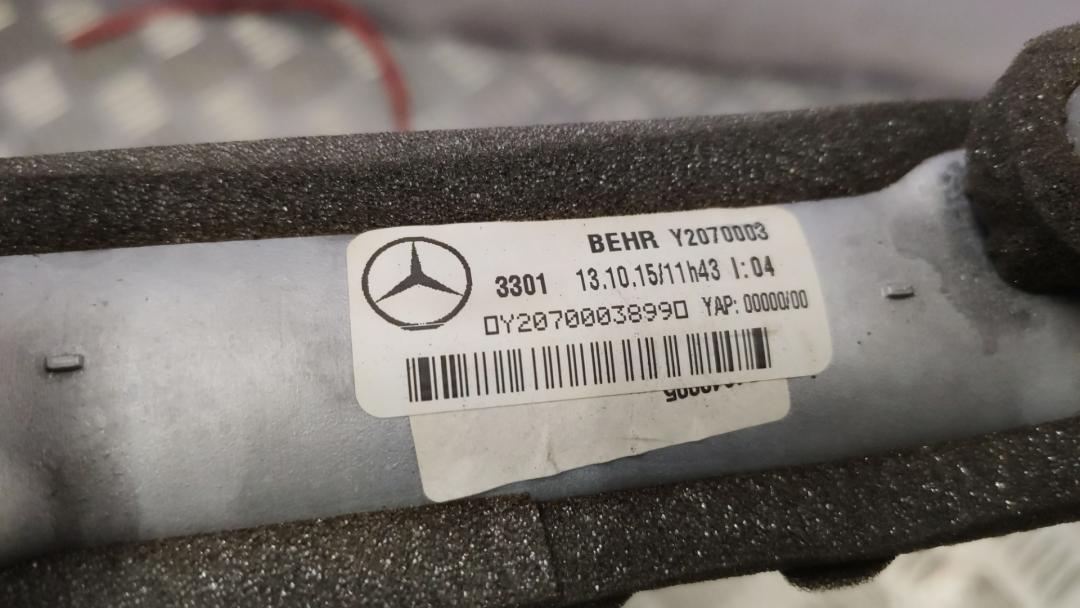 BEHR Y2070003
3301 13.10.15/11h43 I:04
▯Y2070003899▯ YAP: 00000/00